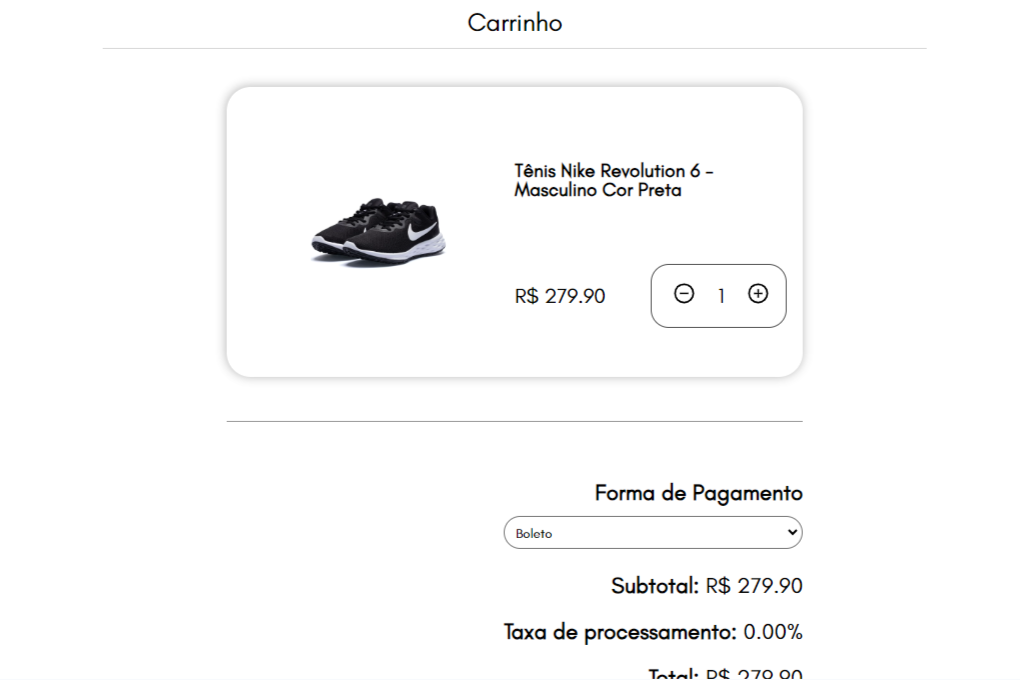 Carrinho
Tênis Nike Revolution 6 -
Masculino Cor Preta
R$ 279.90
1
Forma de Pagamento
Boleto
Subtotal: R$ 279.90
Taxa de processamento: 0.00%
Total: R$ 279.90